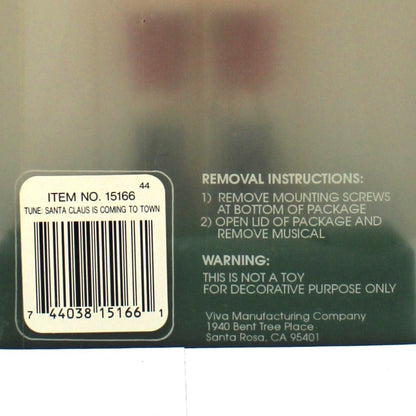 44
ITEM NO. 15166
TUNE: SANTA CLAUS IS COMING TO TOWN
7 44038 15166 1
REMOVAL INSTRUCTIONS:
1) REMOVE MOUNTING SCREWS
AT BOTTOM OF PACKAGE
2) OPEN LID OF PACKAGE AND
REMOVE MUSICAL
WARNING:
THIS IS NOT A TOY
FOR DECORATIVE PURPOSE ONLY
Viva Manufacturing Company
1940 Bent Tree Place
Santa Rosa, CA 95401